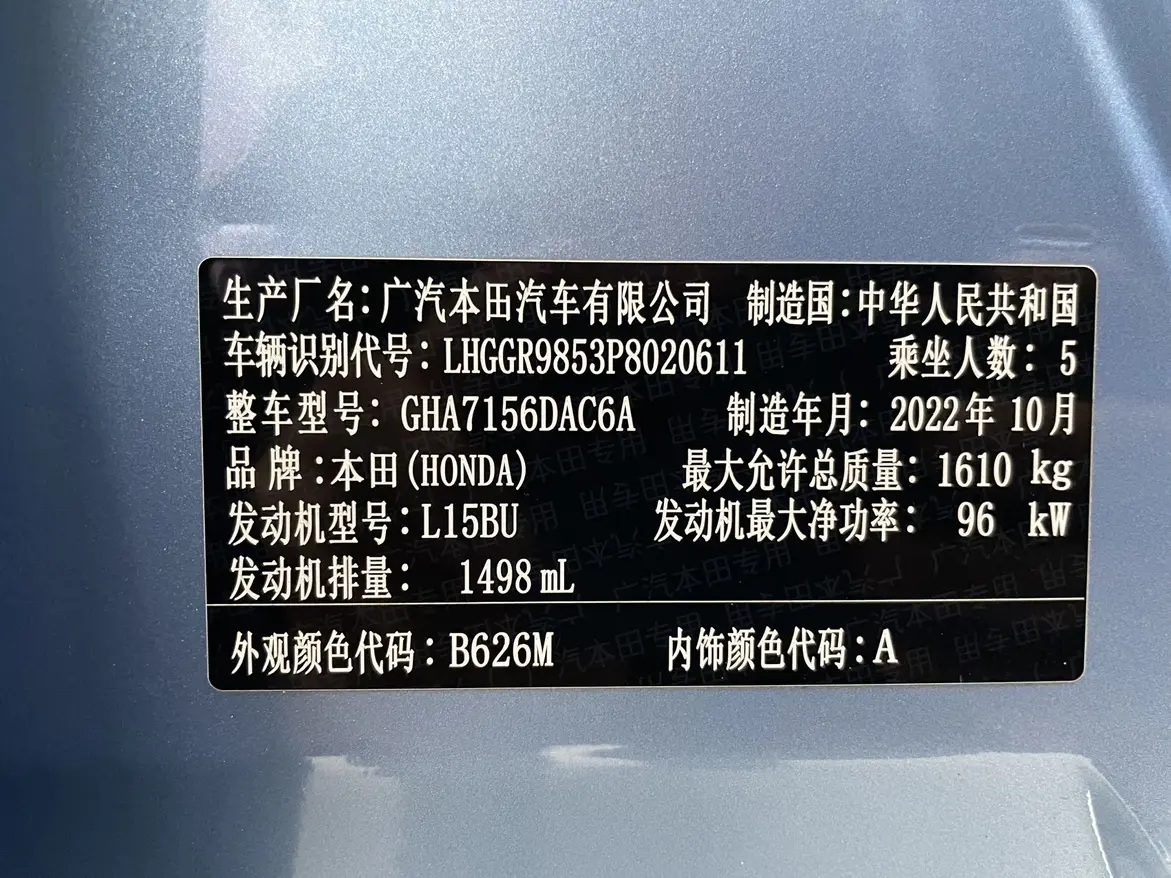 生产厂名:广汽本田汽车有限公司 制造国:中华人民共和国
车辆识别代号:LHGGR9853P8020611 乘坐人数:5
整车型号:GHA7156DAC6A 制造年月:2022年10月
品牌:本田(HONDA) 最大允许总质量:1610 kg
发动机型号:L15BU 发动机最大净功率: 96 kW
发动机排量: 1498mL
外观颜色代码:B626M 内饰颜色代码:A